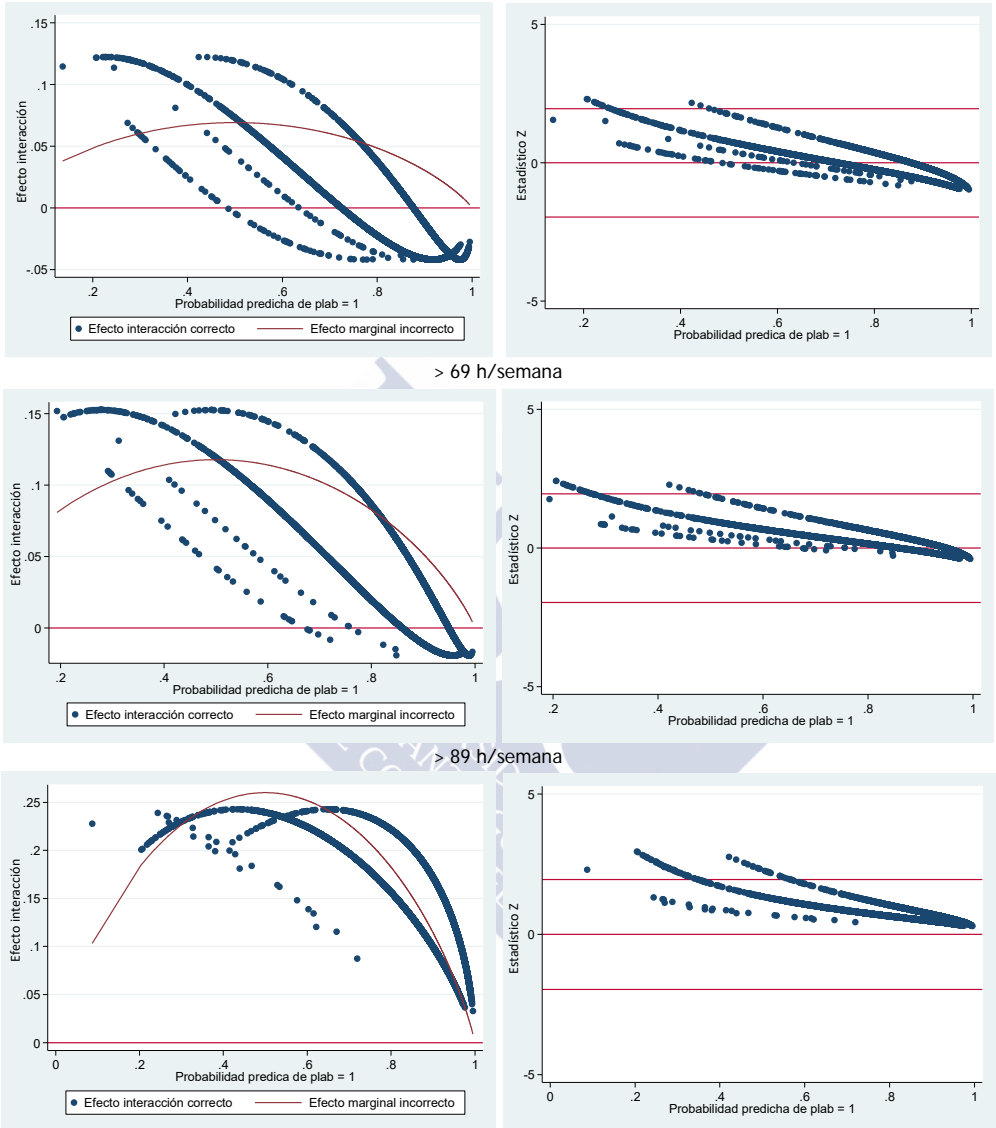 .15
.1
.05
0
-.05
Efecto interacción
.2 .4 .6 .8 1
Probabilidad predicha de plab = 1
Efecto interacción correcto Efecto marginal incorrecto
5
0
-5
Estadístico Z
.2 .4 .6 .8 1
Probabilidad predica de plab = 1
> 69 h/semana
.15
.1
.05
0
Efecto interacción
.2 .4 .6 .8 1
Probabilidad predicha de plab = 1
Efecto interacción correcto Efecto marginal incorrecto
5
0
-5
Estadístico Z
.2 .4 .6 .8 1
Probabilidad predicha de plab = 1
> 89 h/semana
.25
.2
.15
.1
.05
0
Efecto interacción
0 .2 .4 .6 .8 1
Probabilidad predica de plab = 1
Efecto interacción correcto Efecto marginal incorrecto
5
0
-5
Estadístico Z
0 .2 .4 .6 .8 1
Probabilidad predicha de plab = 1